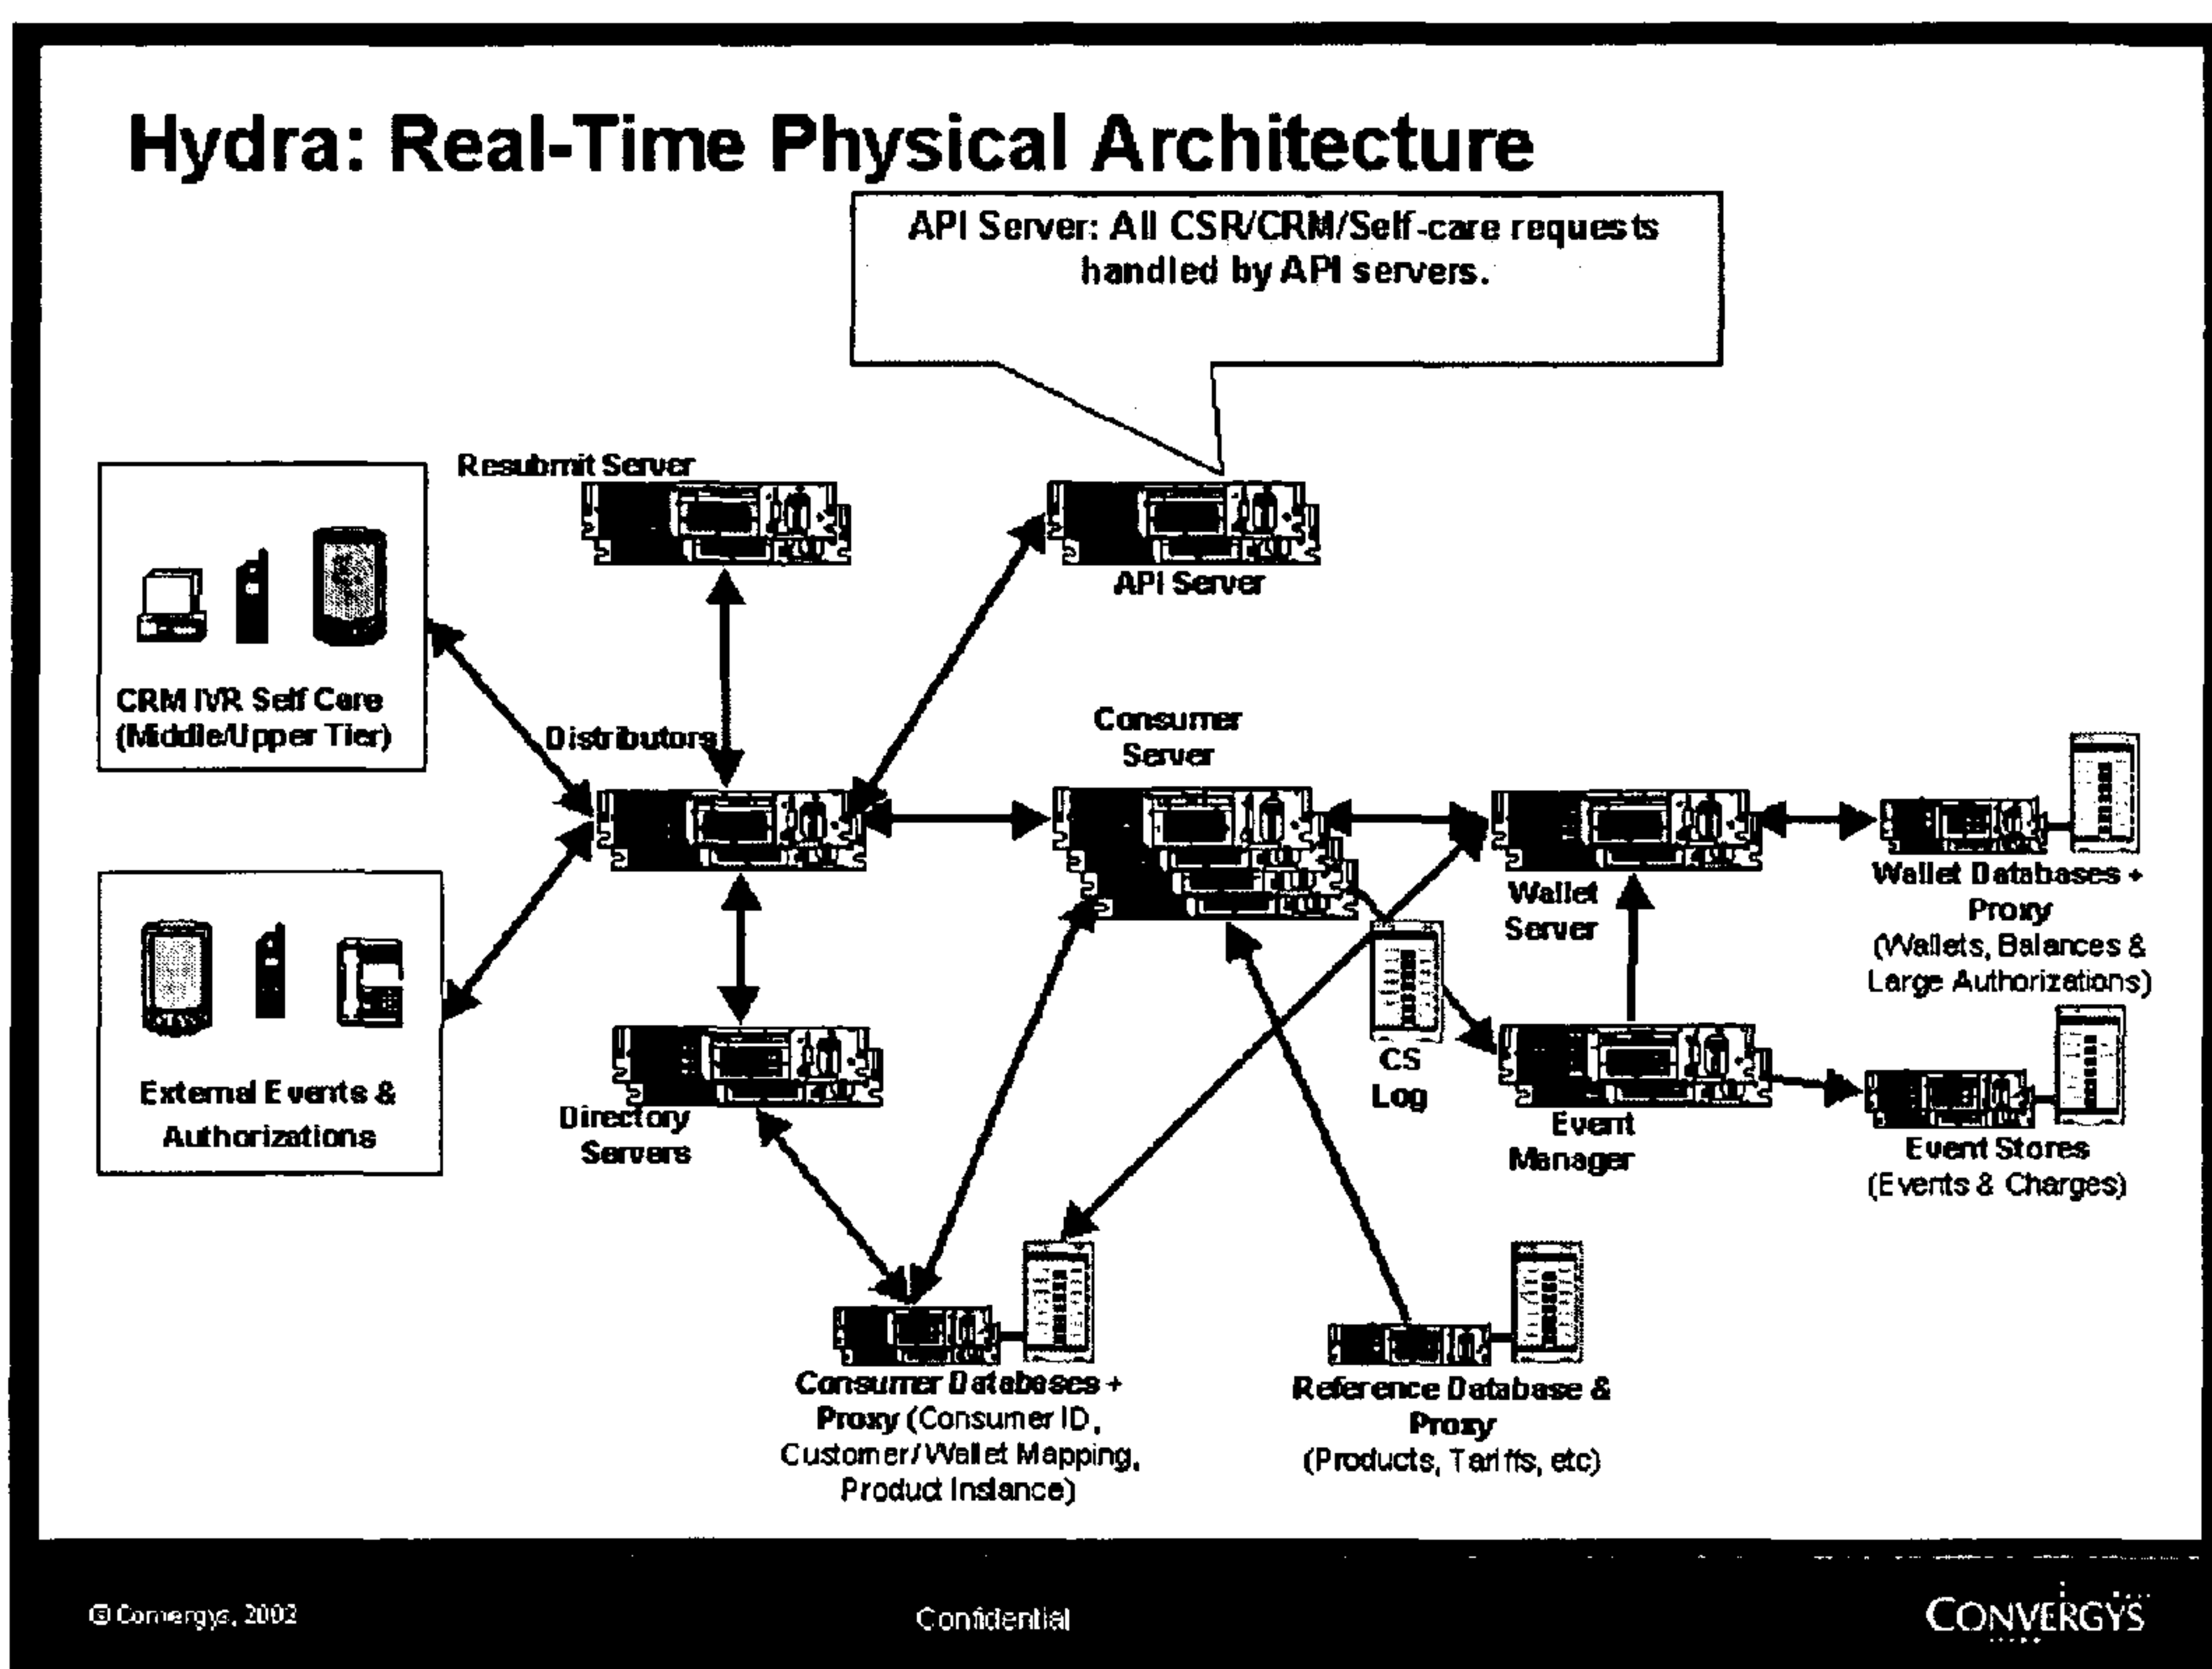 Hydra: Real-Time Physical Architecture
API Server: All CSR/CRM/Self-care requests
handled by API servers.
Resubmit Server
API Server
CRM IVR Self Care
(Middle/Upper Tier)
Distributors
Consumer
Server
Wallet
Server
Wallet Databases +
Proxy
(Wallets, Balances &
Large Authorizations)
External Events &
Authorizations
Directory
Servers
CS
Log
Event
Manager
Event Stores
(Events & Charges)
Consumer Databases +
Proxy (Consumer ID,
Customer/Wallet Mapping,
Product Instance)
Reference Database &
Proxy
(Products, Tariffs, etc)
© Convergys, 2002
Confidential
CONVERGYS